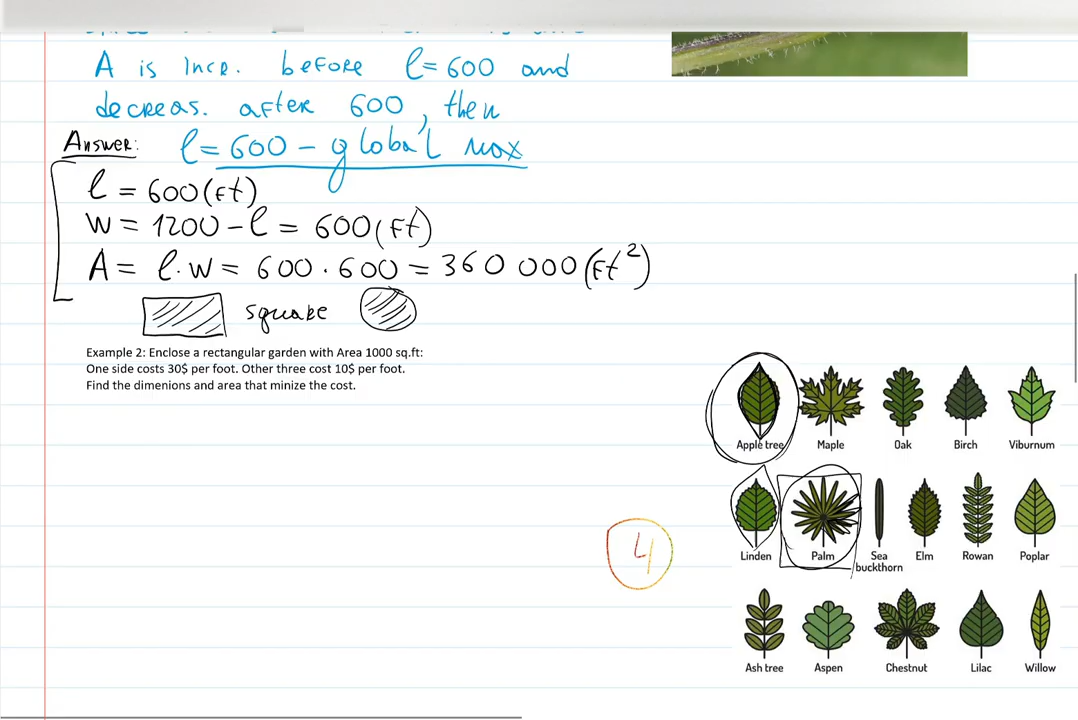 A is Incr. before l=600 and
decreas. after 600, then
Answer: l=600 - global max
l = 600(ft)
w = 1200 - l = 600(ft)
A = l · w = 600 · 600 = 360 000 (ft²)
square
Example 2: Enclose a rectangular garden with Area 1000 sq.ft:
One side costs 30$ per foot. Other three cost 10$ per foot.
Find the dimenions and area that minize the cost.
Apple tree Maple Oak Birch Viburnum
Linden Palm Sea buckthorn Elm Rowan Poplar
4
Ash tree Aspen Chestnut Lilac Willow